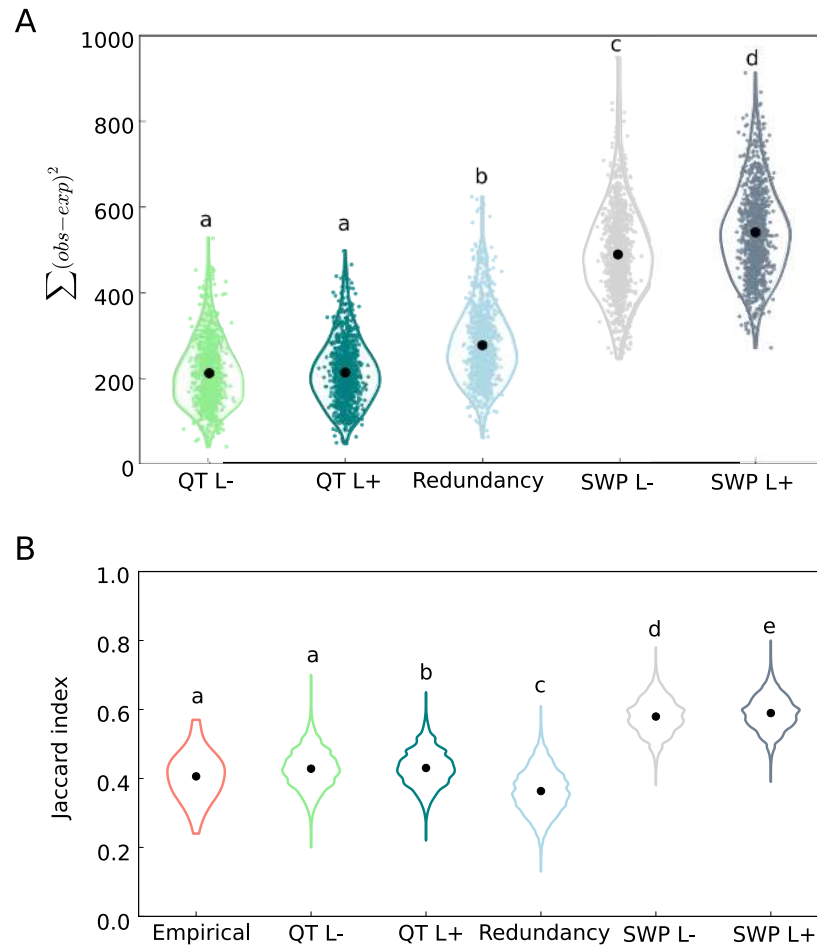 A
1000
800
600
400
200
0
∑(obs−exp)²
a
a
b
c
d
QT L-
QT L+
Redundancy
SWP L-
SWP L+
B
1.0
0.8
0.6
0.4
0.2
0.0
Jaccard index
a
a
b
c
d
e
Empirical
QT L-
QT L+
Redundancy
SWP L-
SWP L+